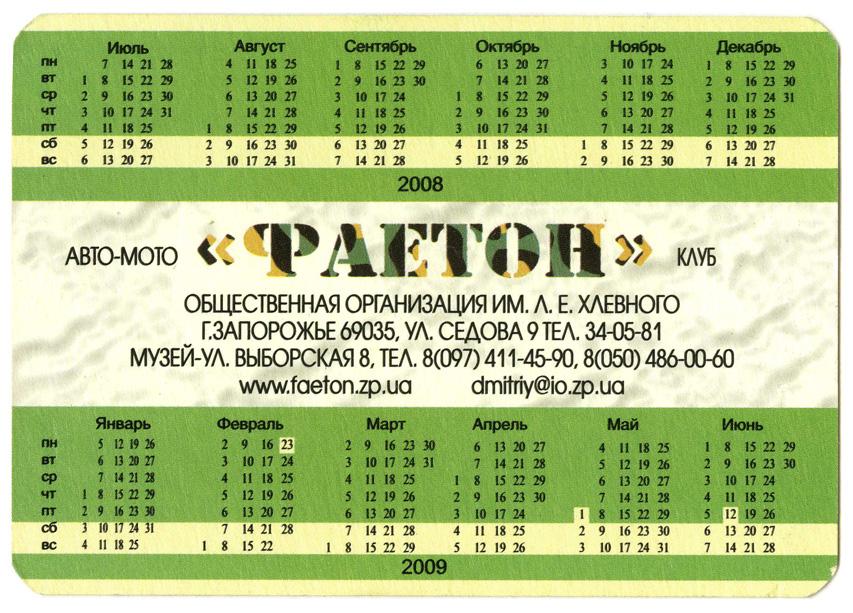 Июль Август Сентябрь Октябрь Ноябрь Декабрь
пн 7 14 21 28 4 11 18 25 1 8 15 22 29 6 13 20 27 3 10 17 24 1 8 15 22 29
вт 1 8 15 22 29 5 12 19 26 2 9 16 23 30 7 14 21 28 4 11 18 25 2 9 16 23 30
ср 2 9 16 23 30 6 13 20 27 3 10 17 24 1 8 15 22 29 5 12 19 26 3 10 17 24 31
чт 3 10 17 24 31 7 14 21 28 4 11 18 25 2 9 16 23 30 6 13 20 27 4 11 18 25
пт 4 11 18 25 1 8 15 22 29 5 12 19 26 3 10 17 24 31 7 14 21 28 5 12 19 26
сб 5 12 19 26 2 9 16 23 30 6 13 20 27 4 11 18 25 1 8 15 22 29 6 13 20 27
вс 6 13 20 27 3 10 17 24 31 7 14 21 28 5 12 19 26 2 9 16 23 30 7 14 21 28
2008
АВТО-МОТО «ФАЕТОН» КЛУБ
ОБЩЕСТВЕННАЯ ОРГАНИЗАЦИЯ ИМ. Л. Е. ХЛЕВНОГО
Г.ЗАПОРОЖЬЕ 69035, УЛ. СЕДОВА 9 ТЕЛ. 34-05-81
МУЗЕЙ-УЛ. ВЫБОРСКАЯ 8, ТЕЛ. 8(097) 411-45-90, 8(050) 486-00-60
www.faeton.zp.ua dmitriy@io.zp.ua
Январь Февраль Март Апрель Май Июнь
пн 5 12 19 26 2 9 16 23 2 9 16 23 30 6 13 20 27 4 11 18 25 1 8 15 22 29
вт 6 13 20 27 3 10 17 24 3 10 17 24 31 7 14 21 28 5 12 19 26 2 9 16 23 30
ср 7 14 21 28 4 11 18 25 4 11 18 25 1 8 15 22 29 6 13 20 27 3 10 17 24
чт 1 8 15 22 29 5 12 19 26 5 12 19 26 2 9 16 23 30 7 14 21 28 4 11 18 25
пт 2 9 16 23 30 6 13 20 27 6 13 20 27 3 10 17 24 1 8 15 22 29 5 12 19 26
сб 3 10 17 24 31 7 14 21 28 7 14 21 28 4 11 18 25 2 9 16 23 30 6 13 20 27
вс 4 11 18 25 1 8 15 22 1 8 15 22 29 5 12 19 26 3 10 17 24 31 7 14 21 28
2009